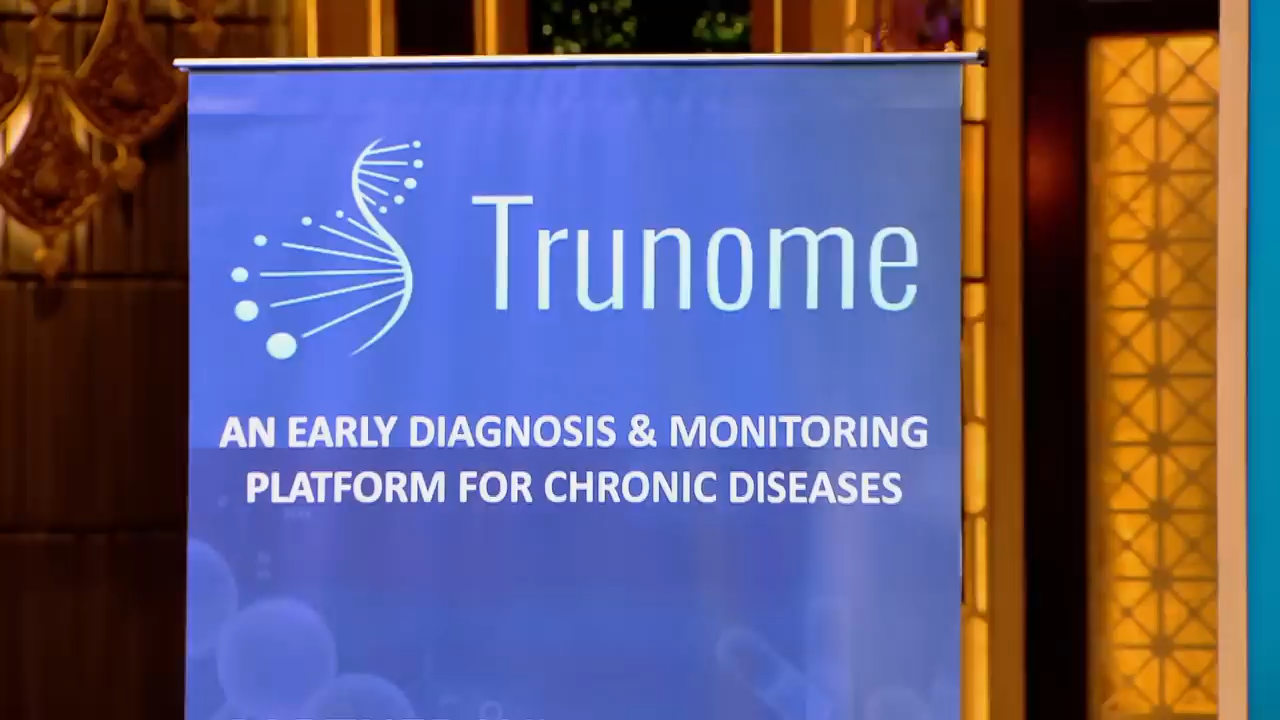 Trunome
AN EARLY DIAGNOSIS & MONITORING
PLATFORM FOR CHRONIC DISEASES